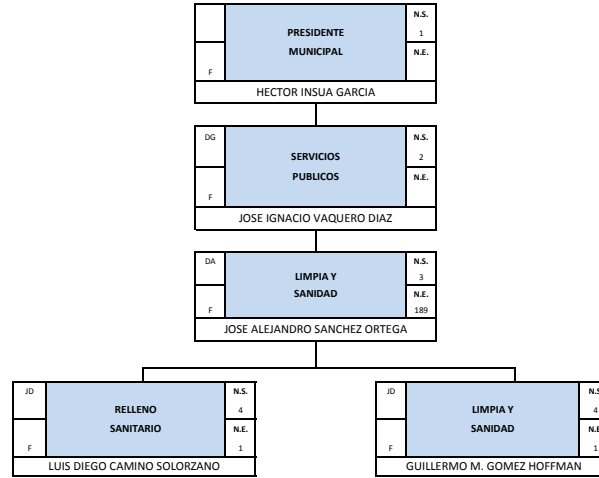 N.S.
PRESIDENTE
1
MUNICIPAL
N.E.
F
HECTOR INSUA GARCIA
DG
N.S.
SERVICIOS
2
PUBLICOS
N.E.
F
JOSE IGNACIO VAQUERO DIAZ
DA
N.S.
LIMPIA Y
3
SANIDAD
N.E.
F
189
JOSE ALEJANDRO SANCHEZ ORTEGA
JD
N.S.
RELLENO
4
SANITARIO
N.E.
F
1
LUIS DIEGO CAMINO SOLORZANO
JD
N.S
LIMPIA Y
4
SANIDAD
N.E
F
1
GUILLERMO M. GOMEZ HOFFMAN